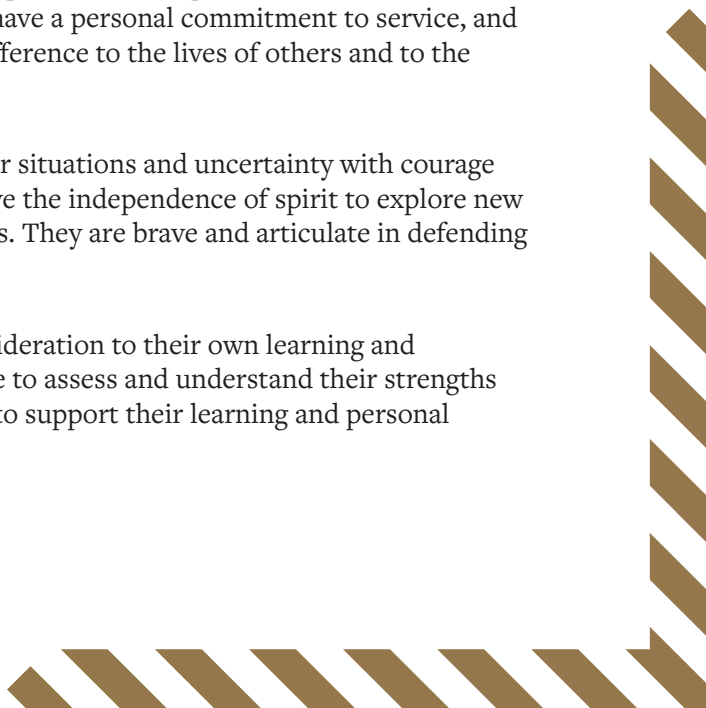 have a personal commitment to service, and
fference to the lives of others and to the
r situations and uncertainty with courage
ve the independence of spirit to explore new
s. They are brave and articulate in defending
ideration to their own learning and
e to assess and understand their strengths
to support their learning and personal